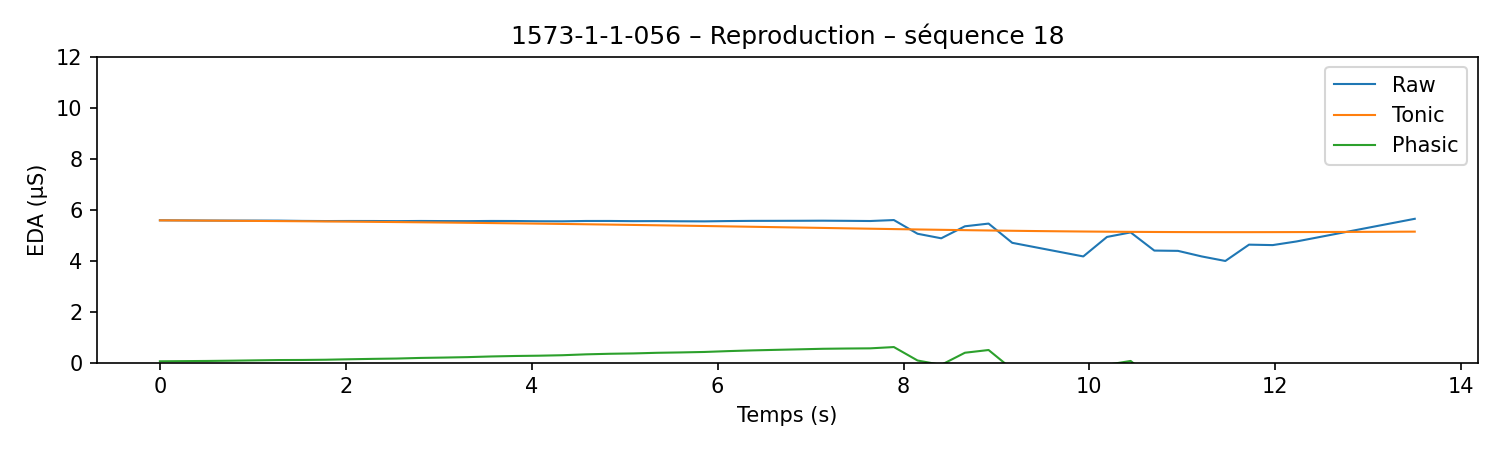 1573-1-1-056 – Reproduction – séquence 18
12
10
8
6
4
2
0
EDA (µS)
Raw
Tonic
Phasic
0 2 4 6 8 10 12 14
Temps (s)